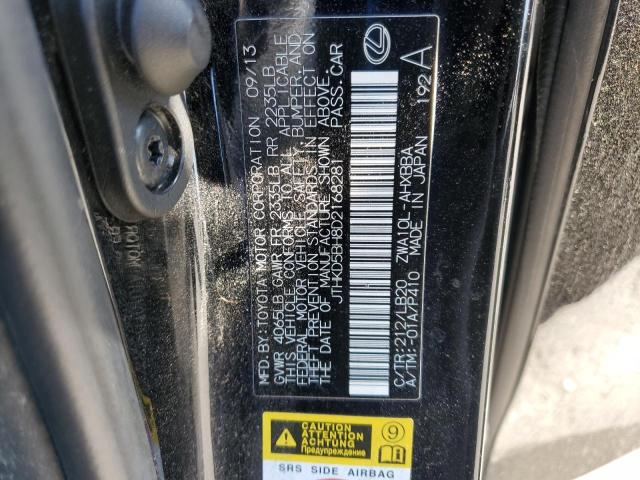 MFD BY:TOYOTA MOTOR CORPORATION 09/13
GVWR 4065LB GAWR FR 2335LB RR 2235LB
THIS VEHICLE CONFORMS TO ALL APPLICABLE
FEDERAL MOTOR VEHICLE SAFETY, BUMPER, AND
THEFT PREVENTION STANDARDS IN EFFECT ON
THE DATE OF MANUFACTURE SHOWN ABOVE.
JTHKD5BH8D2168281 PASS. CAR
C/TR:212/LB20 ZWA10L-AHXBBA
A/TM:-01A/P410 MADE IN JAPAN 192 A
CAUTION
ATTENTION
ACHTUNG
Предупреждение
9
SRS SIDE AIRBAG